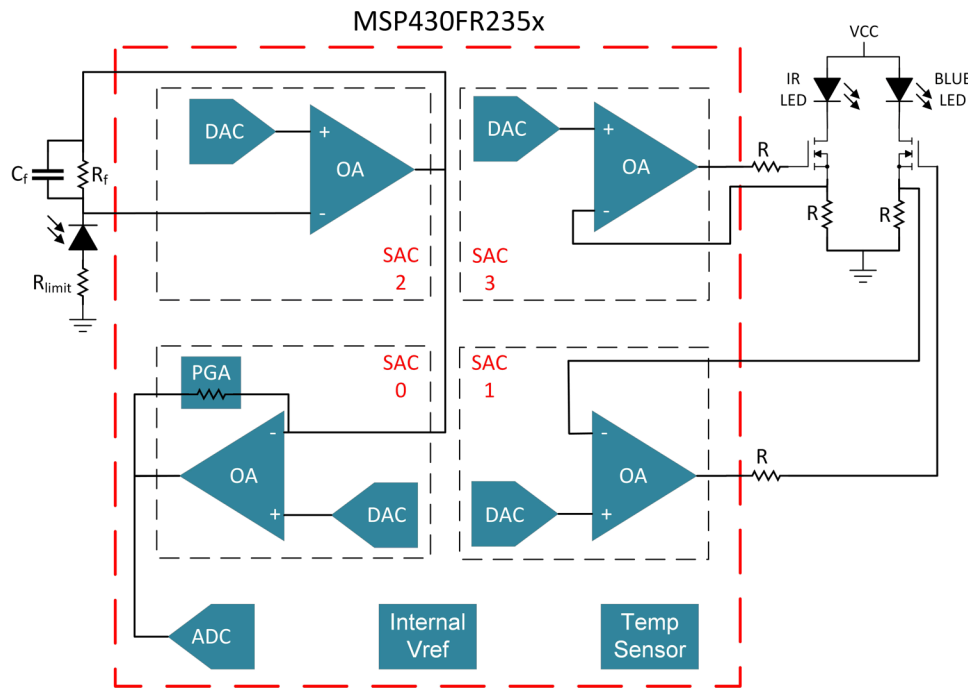 MSP430FR235x
VCC
IR
LED
BLUE
LED
DAC
+
OA
-
SAC
2
DAC
+
OA
-
SAC
3
R
R
R
Cf
Rf
Rlimit
PGA
SAC
0
-
OA
+
DAC
SAC
1
-
OA
+
DAC
R
ADC
Internal
Vref
Temp
Sensor